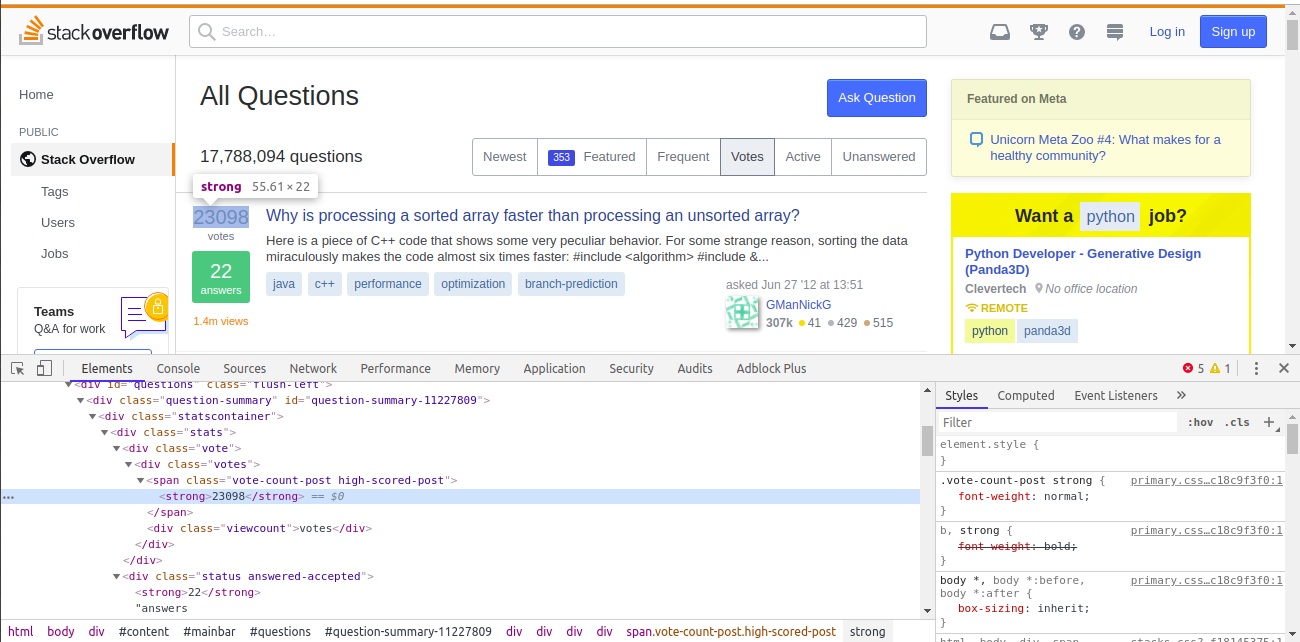 stackoverflow
Search…
Log in
Sign up
Home
PUBLIC
Stack Overflow
Tags
Users
Jobs
Teams
Q&A for work
All Questions
Ask Question
17,788,094 questions
Newest
353 Featured
Frequent
Votes
Active
Unanswered
strong 55.61 × 22
23098
votes
22
answers
1.4m views
Why is processing a sorted array faster than processing an unsorted array?
Here is a piece of C++ code that shows some very peculiar behavior. For some strange reason, sorting the data
miraculously makes the code almost six times faster: #include <algorithm> #include &...
java c++ performance optimization branch-prediction
asked Jun 27 '12 at 13:51
GManNickG
307k 41 429 515
Featured on Meta
Unicorn Meta Zoo #4: What makes for a
healthy community?
Want a python job?
Python Developer - Generative Design
(Panda3D)
Clevertech No office location
REMOTE
python panda3d
Elements Console Sources Network Performance Memory Application Security Audits Adblock Plus
5 1
<div id="questions" class="flush-left">
<div class="question-summary" id="question-summary-11227809">
<div class="statscontainer">
<div class="stats">
<div class="vote">
<div class="votes">
<span class="vote-count-post high-scored-post">
<strong>23098</strong> == $0
</span>
<div class="viewcount">votes</div>
</div>
</div>
<div class="status answered-accepted">
<strong>22</strong>
"answers
html body div #content #mainbar #questions #question-summary-11227809 div div div div span.vote-count-post.high-scored-post strong
Styles Computed Event Listeners »
Filter :hov .cls +
element.style {
}
.vote-count-post strong { primary.css…c18c9f3f0:1
font-weight: normal;
}
b, strong { primary.css…c18c9f3f0:1
font-weight: bold;
}
body *, body *:before, primary.css…c18c9f3f0:1
body *:after {
box-sizing: inherit;
}